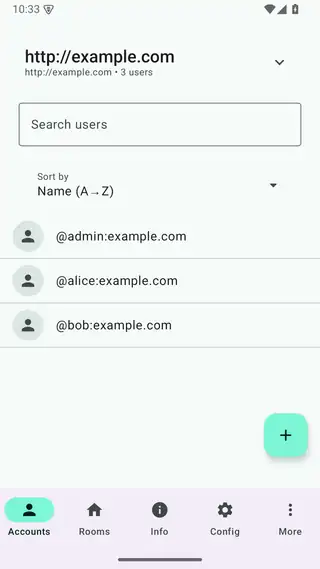 10:33
http://example.com
http://example.com • 3 users
Search users
Sort by
Name (A→Z)
@admin:example.com
@alice:example.com
@bob:example.com
Accounts
Rooms
Info
Config
More